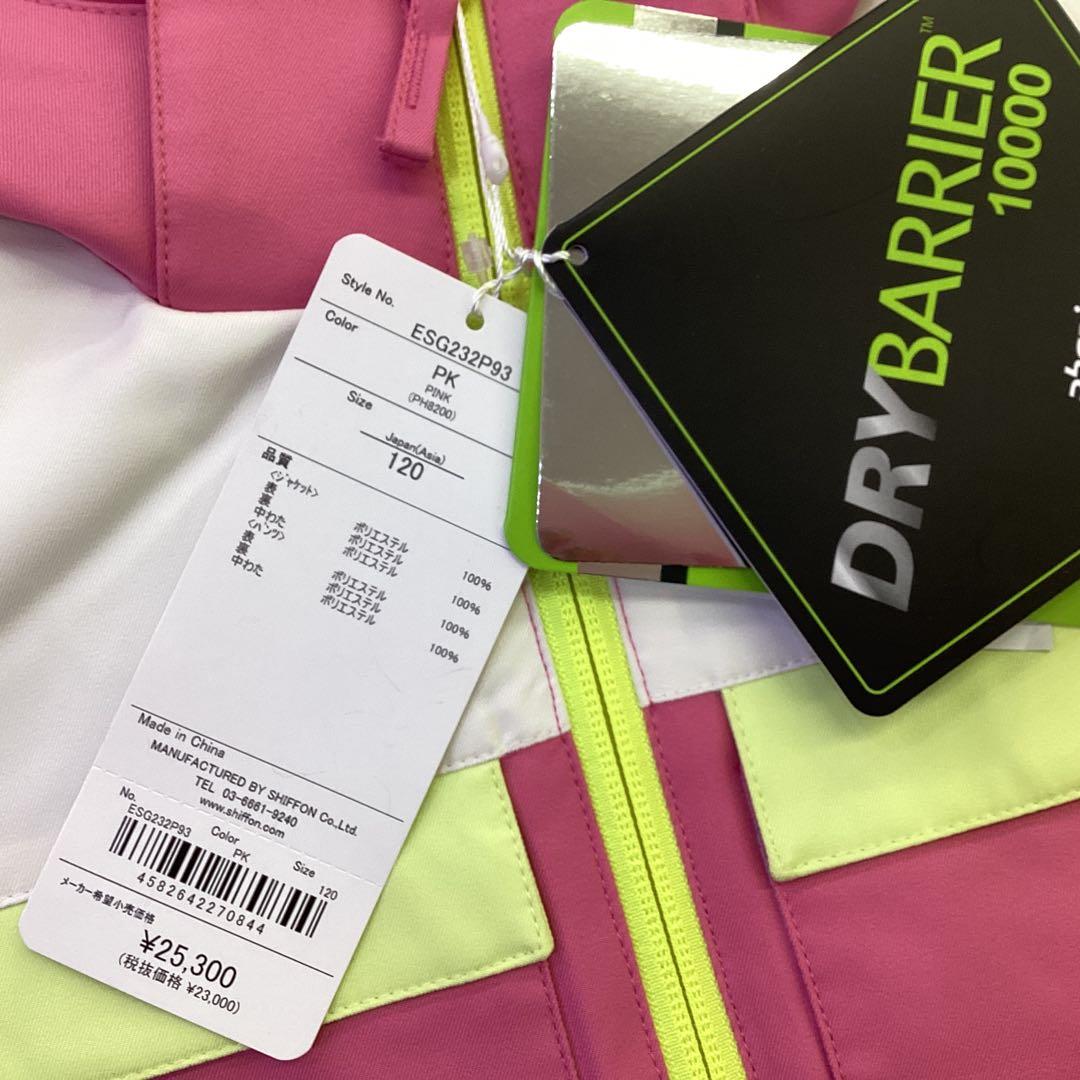 Style No.
ESG232P93
Color
PK
PINK
(PH8200)
Size
Japan(Asia)
120
品質
<ジャケット>
表 ポリエステル 100%
裏 ポリエステル 100%
中わた ポリエステル 100%
<パンツ>
表 ポリエステル 100%
裏 ポリエステル
中わた ポリエステル
Made in China
MANUFACTURED BY SHIFFON Co.,Ltd.
TEL 03-6661-9240
www.shiffon.com
No. Color Size
ESG232P93 PK 120
4582642270844
メーカー希望小売価格
¥25,300
(税抜価格 ¥23,000)
DRYBARRIER™
10000